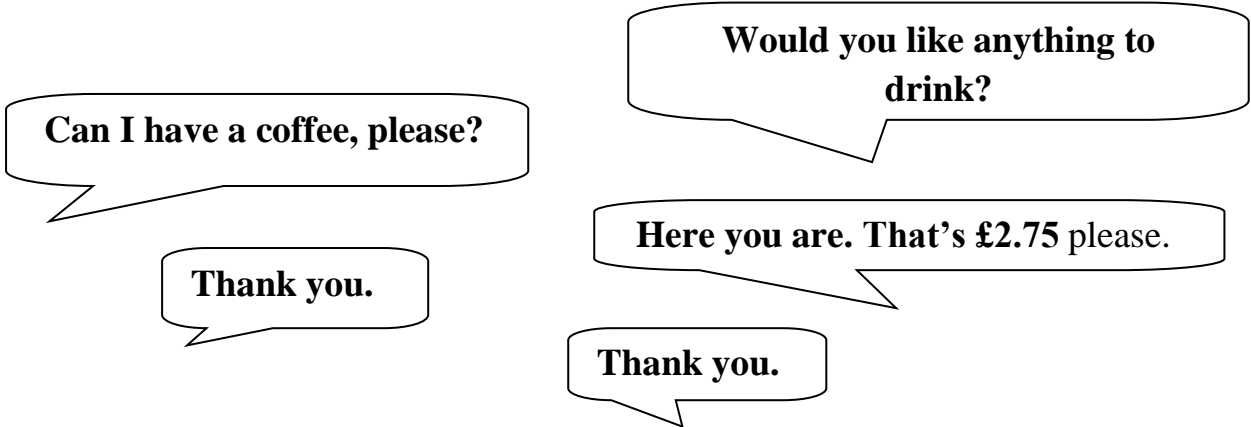 Would you like anything to
drink?
Can I have a coffee, please?
Here you are. That’s £2.75 please.
Thank you.
Thank you.